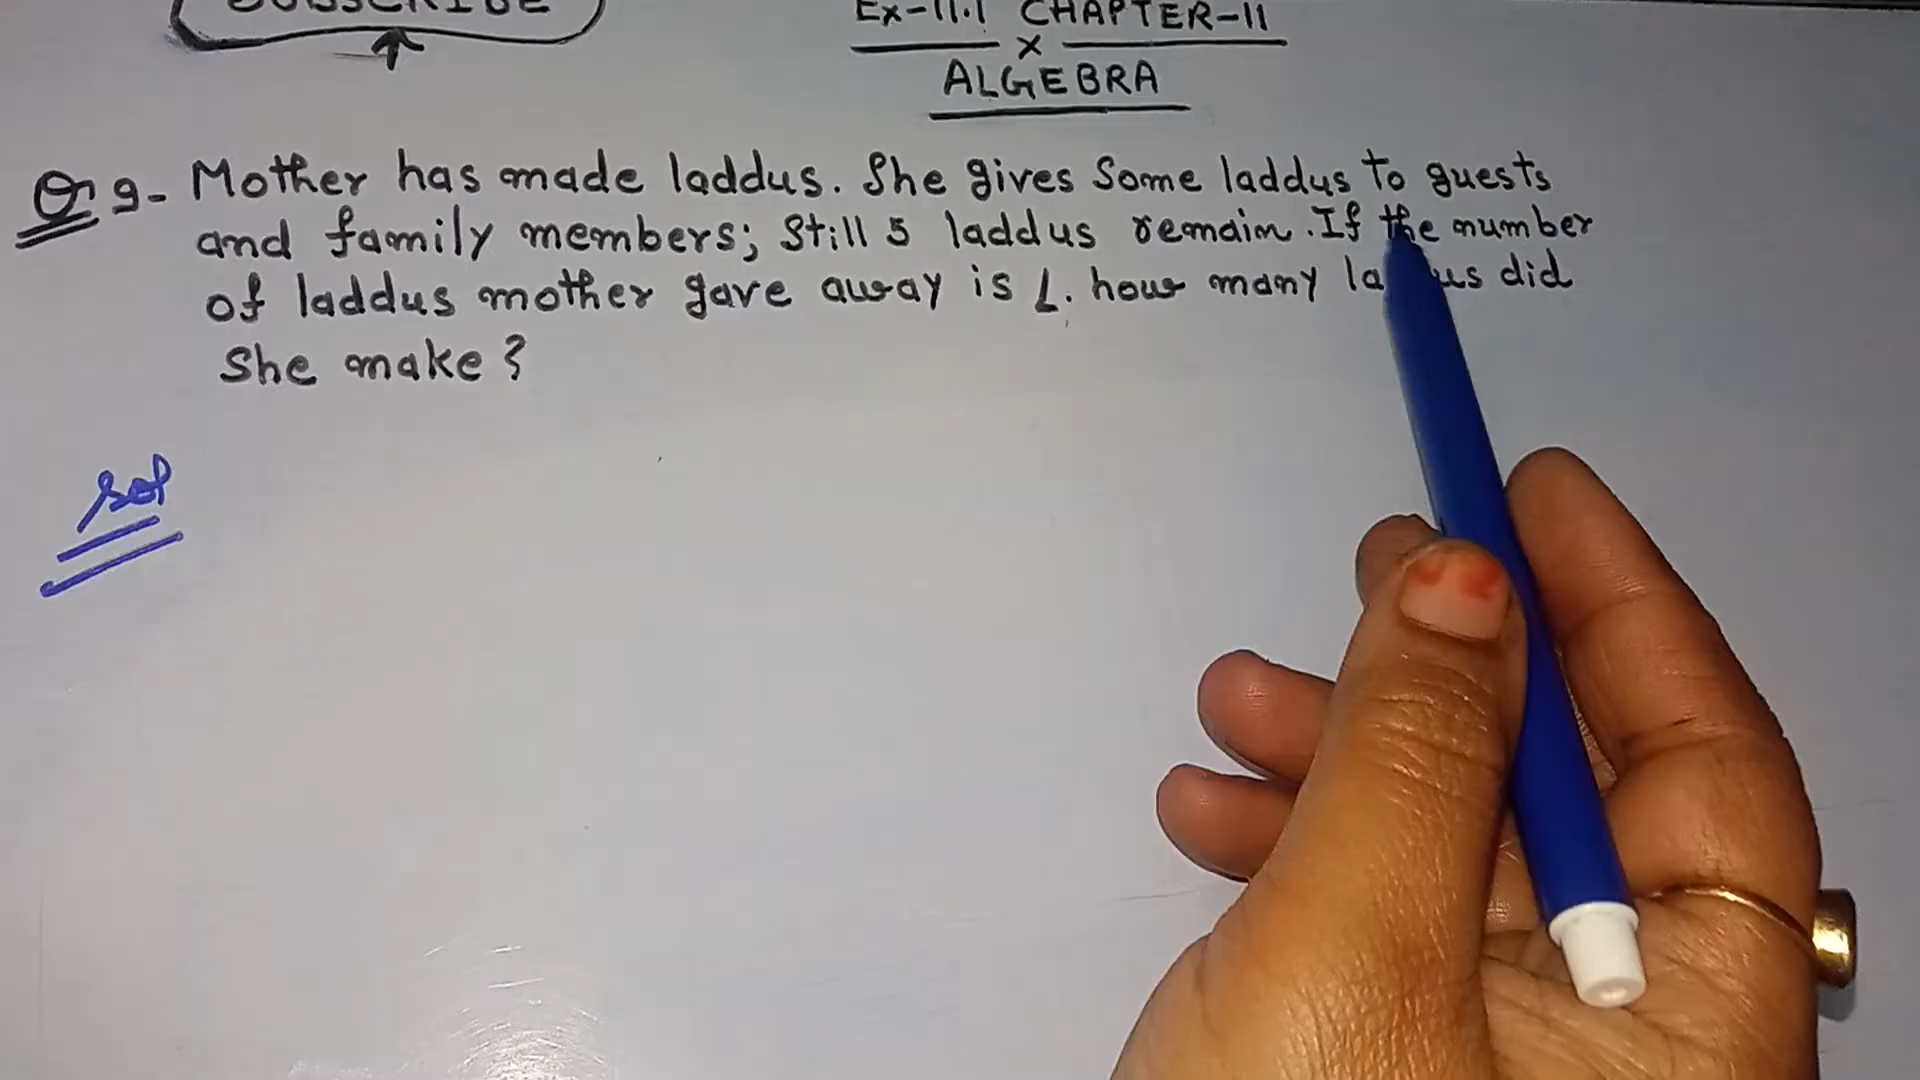 SUBSCRIBE
Ex-11.1 CHAPTER-11
x
ALGEBRA
Q 9- Mother has made laddus. She gives Some laddus to guests
and family members; Still 5 laddus remain. If the number
of laddus mother gave away is L. how many laddus did
She make?
Sol